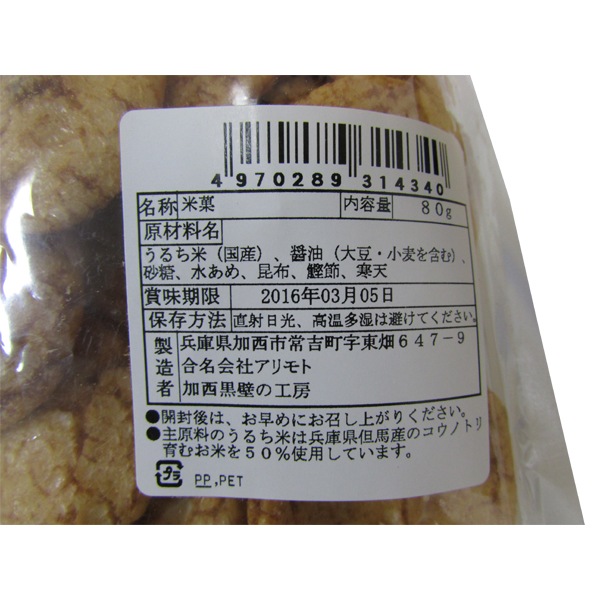 4970289 314340
名称 米菓 内容量 80g
原材料名
うるち米（国産）、醤油（大豆・小麦を含む）、
砂糖、水あめ、昆布、鰹節、寒天
賞味期限 2016年03月05日
保存方法 直射日光、高温多湿は避けてください。
製造者 兵庫県加西市常吉町字東畑647-9
合名会社アリモト
加西黒壁の工房
●開封後は、お早めにお召し上がりください。
●主原料のうるち米は兵庫県但馬産のコウノトリ
育むお米を50%使用しています。
プラ PP,PET